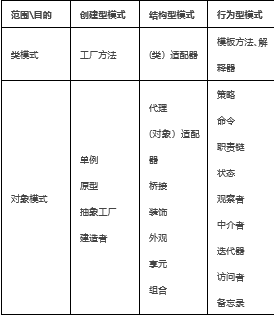 范围\目的 创建型模式 结构型模式 行为型模式
类模式 工厂方法 (类）适配器 模板方法、解
释器
对象模式
单例
原型
抽象工厂
建造者
代理
(对象）适配
器
桥接
装饰
外观
享元
组合
策略
命令
职责链
状态
观察者
中介者
迭代器
访问者
备忘录